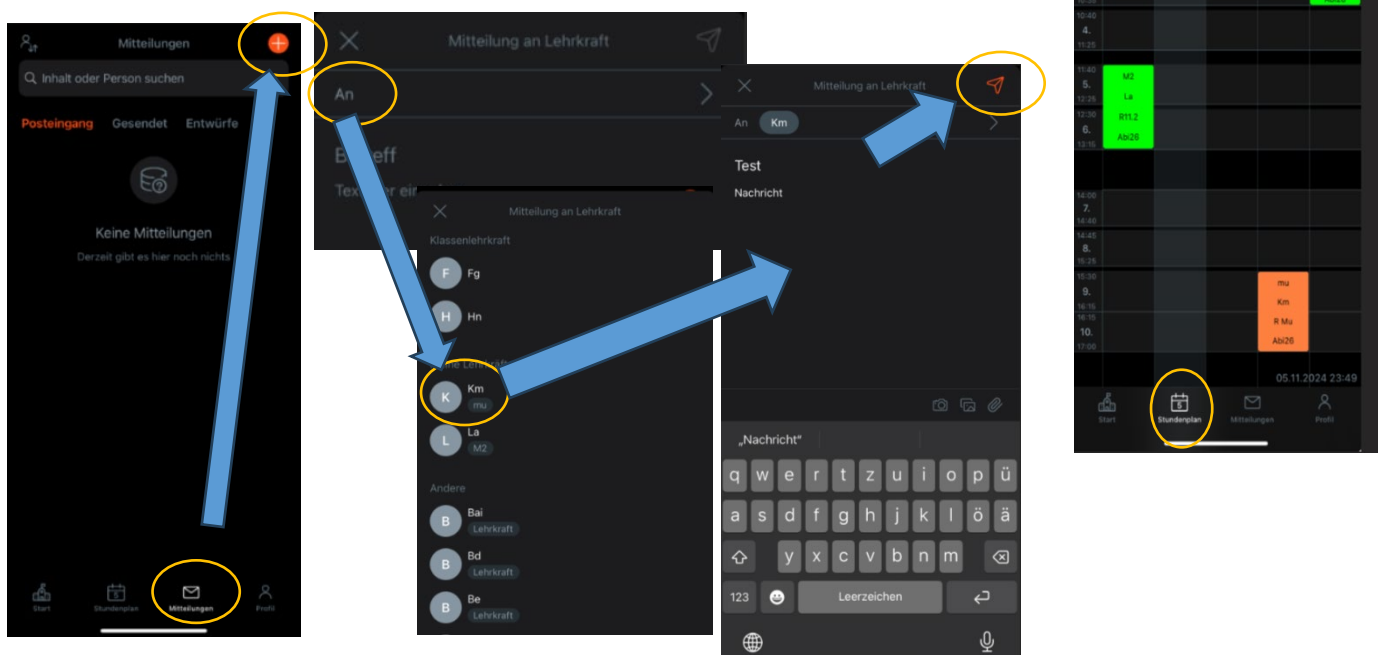 Mitteilungen
Inhalt oder Person suchen
Posteingang Gesendet Entwürfe
Keine Mitteilungen
Derzeit gibt es hier noch nichts
Start Stundenplan Mitteilungen Profil
Mitteilung an Lehrkraft
An
Mitteilung an Lehrkraft
Klassenlehrkraft
F Fg
H Hn
K Km
mu
L La
M2
Andere
B Bai
Lehrkraft
B Bd
Lehrkraft
B Be
Lehrkraft
Mitteilung an Lehrkraft
An Km
Test
Nachricht
„Nachricht“
q w e r t z u i o p ü
a s d f g h j k l ö ä
y x c v b n m
123 Leerzeichen
10:40
4.
11:25
11:40
5.
12:25
12:30
6.
13:15
M2
La
R11.2
Abi26
14:00
7.
14:40
14:45
8.
15:25
15:30
9.
16:15
16:15
10.
17:00
mu
Km
R Mu
Abi26
05.11.2024 23:49
Start 5 Stundenplan Mitteilungen Profil